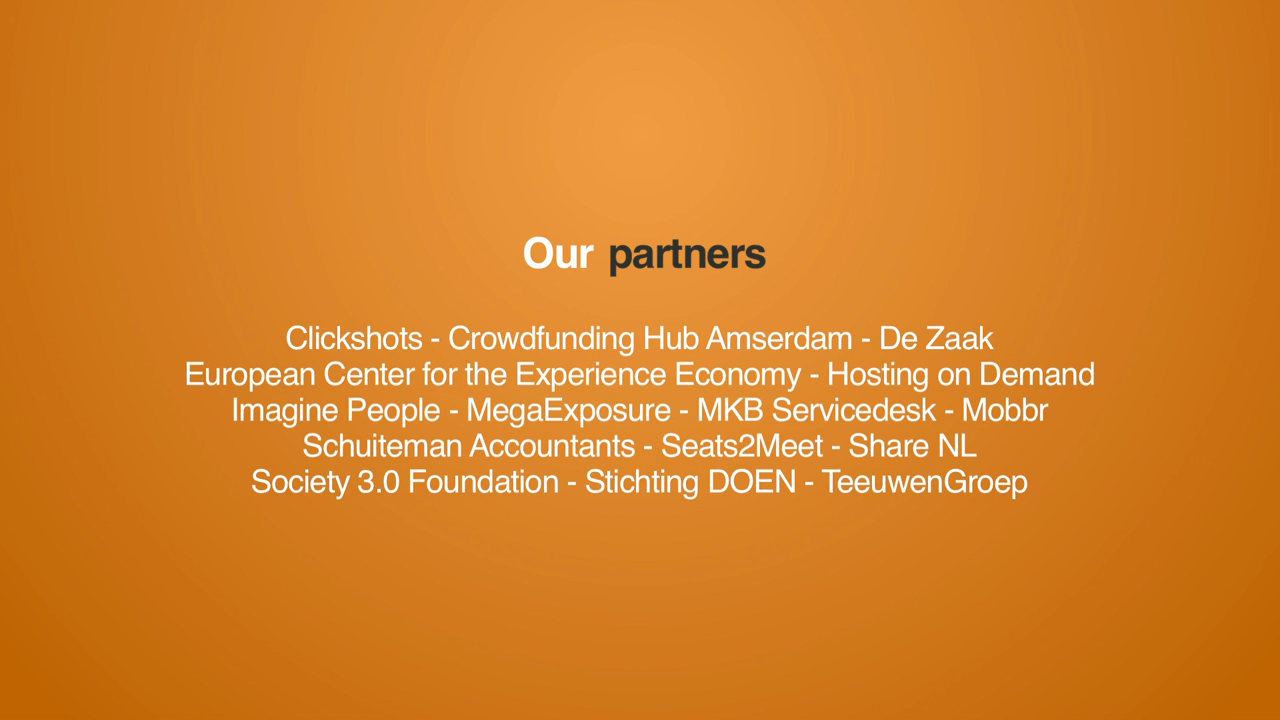 Our partners
Clickshots - Crowdfunding Hub Amserdam - De Zaak
European Center for the Experience Economy - Hosting on Demand
Imagine People - MegaExposure - MKB Servicedesk - Mobbr
Schuiteman Accountants - Seats2Meet - Share NL
Society 3.0 Foundation - Stichting DOEN - TeeuwenGroep